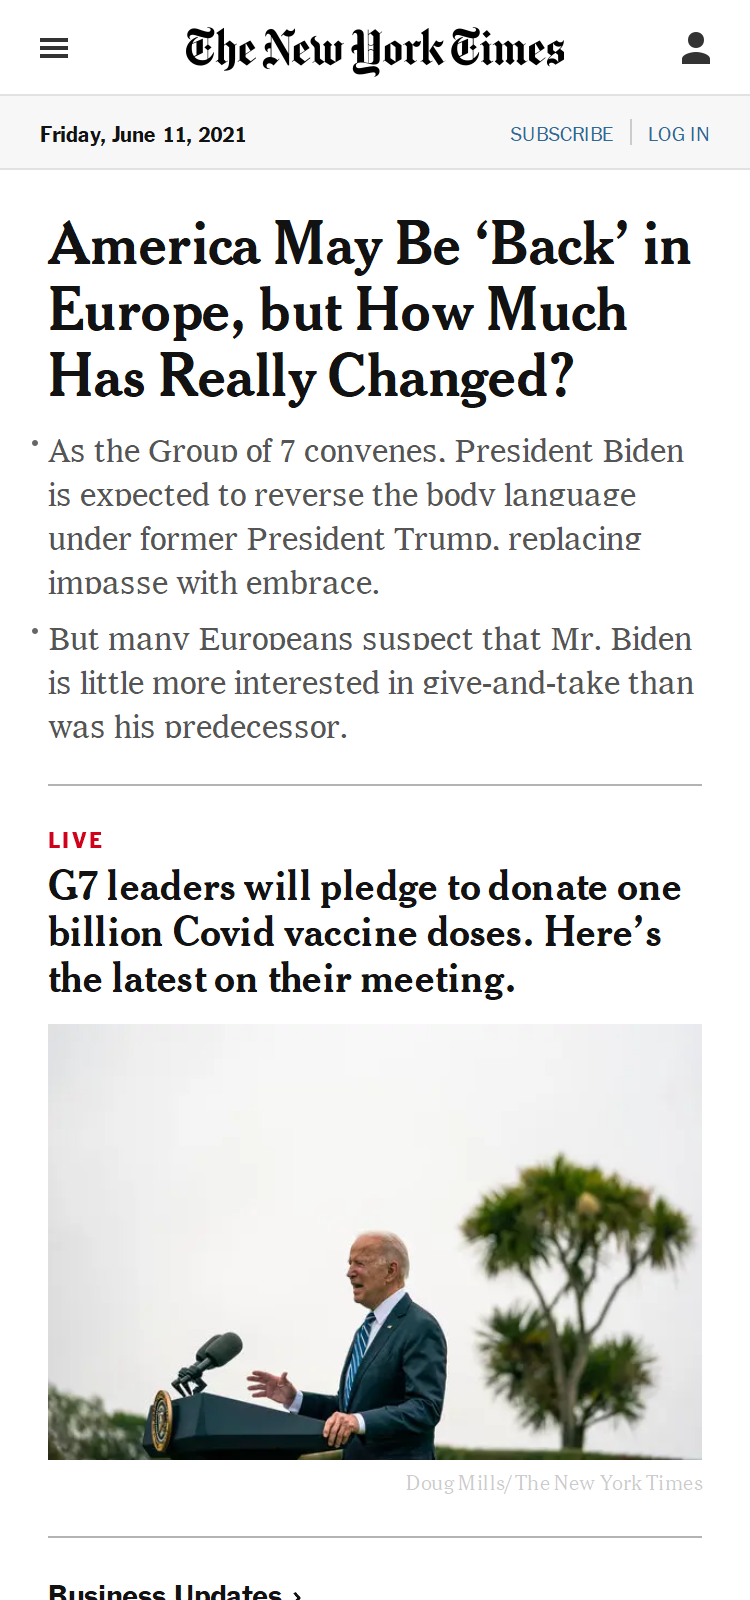 The New York Times
Friday, June 11, 2021
SUBSCRIBE
LOG IN
America May Be ‘Back’ in
Europe, but How Much
Has Really Changed?
• As the Group of 7 convenes, President Biden
is expected to reverse the body language
under former President Trump, replacing
impasse with embrace.
• But many Europeans suspect that Mr. Biden
is little more interested in give-and-take than
was his predecessor.
LIVE
G7 leaders will pledge to donate one
billion Covid vaccine doses. Here’s
the latest on their meeting.
Doug Mills/The New York Times
Business Updates ›